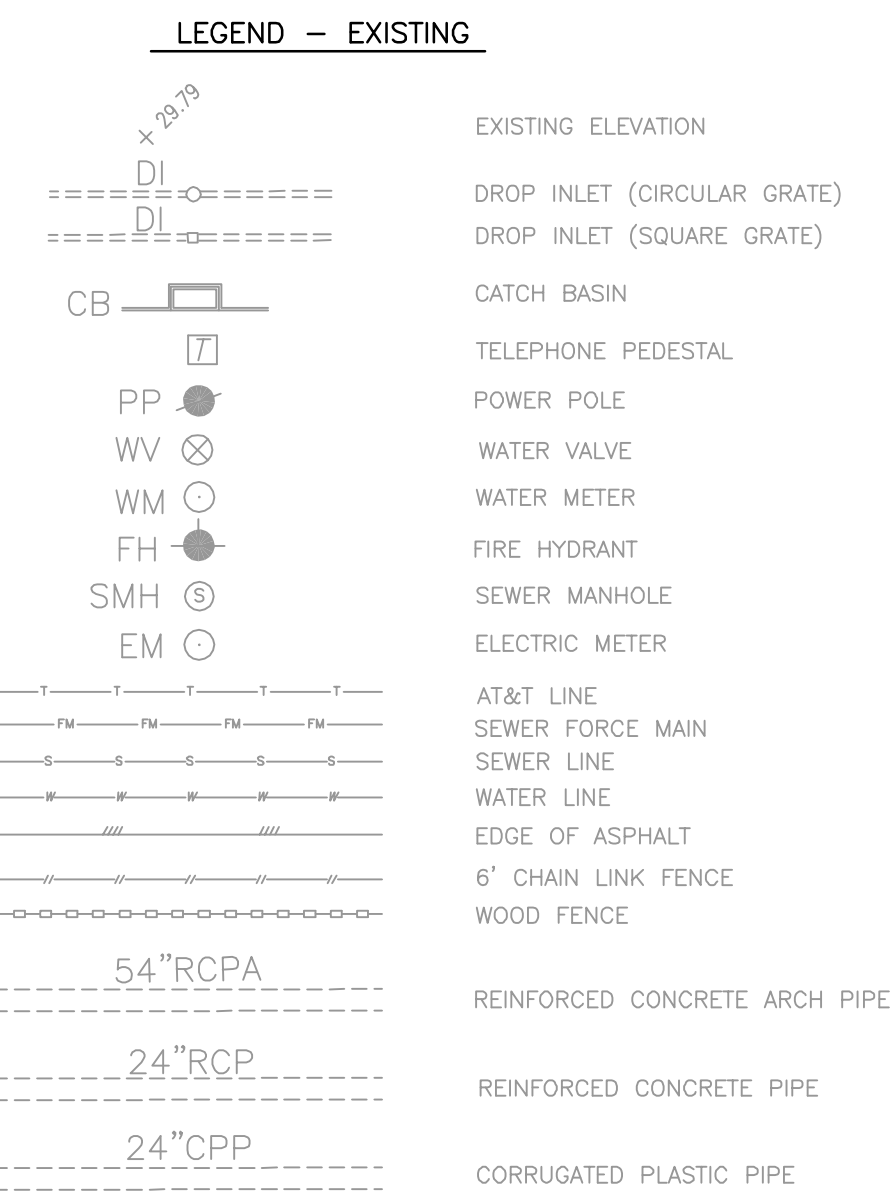 LEGEND – EXISTING
+ 29.79 EXISTING ELEVATION
DI DROP INLET (CIRCULAR GRATE)
DI DROP INLET (SQUARE GRATE)
CB CATCH BASIN
T TELEPHONE PEDESTAL
PP POWER POLE
WV WATER VALVE
WM WATER METER
FH FIRE HYDRANT
SMH S SEWER MANHOLE
EM ELECTRIC METER
T T T T T AT&T LINE
FM FM FM FM SEWER FORCE MAIN
S S S S S SEWER LINE
W W W W W WATER LINE
//// //// EDGE OF ASPHALT
// // // // // 6' CHAIN LINK FENCE
WOOD FENCE
54"RCPA REINFORCED CONCRETE ARCH PIPE
24"RCP REINFORCED CONCRETE PIPE
24"CPP CORRUGATED PLASTIC PIPE